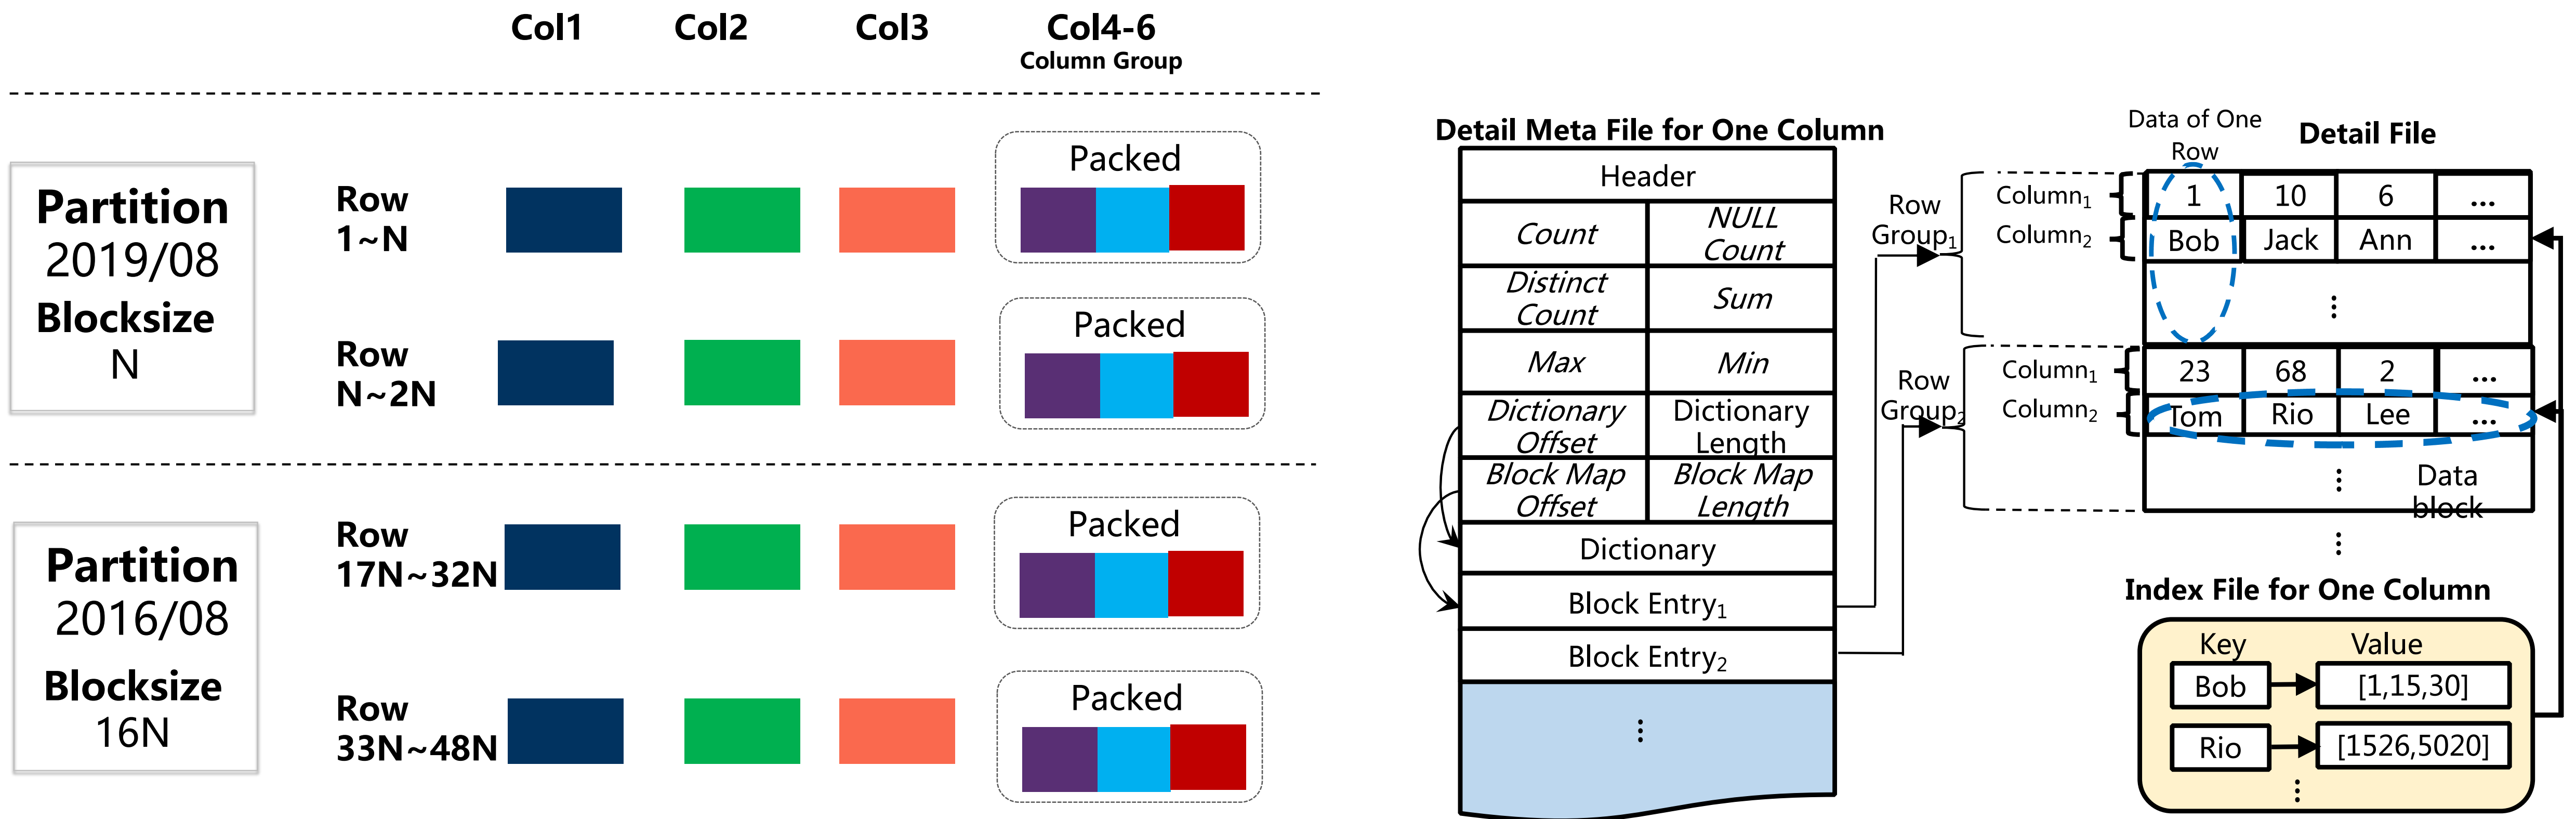 Col1 Col2 Col3 Col4-6
Column Group
Partition
2019/08
Blocksize
N
Row
1~N
Packed
Row
N~2N
Packed
Partition
2016/08
Blocksize
16N
Row
17N~32N
Packed
Row
33N~48N
Packed
Detail Meta File for One Column
Header
Count
NULL
Count
Distinct
Count
Sum
Max
Min
Dictionary
Offset
Dictionary
Length
Block Map
Offset
Block Map
Length
Dictionary
Block Entry1
Block Entry2
⋮
Data of One
Row
Detail File
Row
Group1
Column1
1 10 6 ...
Column2
Bob Jack Ann ...
⋮
Row
Group2
Column1
23 68 2 ...
Column2
Tom Rio Lee ...
⋮
Data
block
⋮
Index File for One Column
Key Value
Bob [1,15,30]
Rio [1526,5020]
⋮